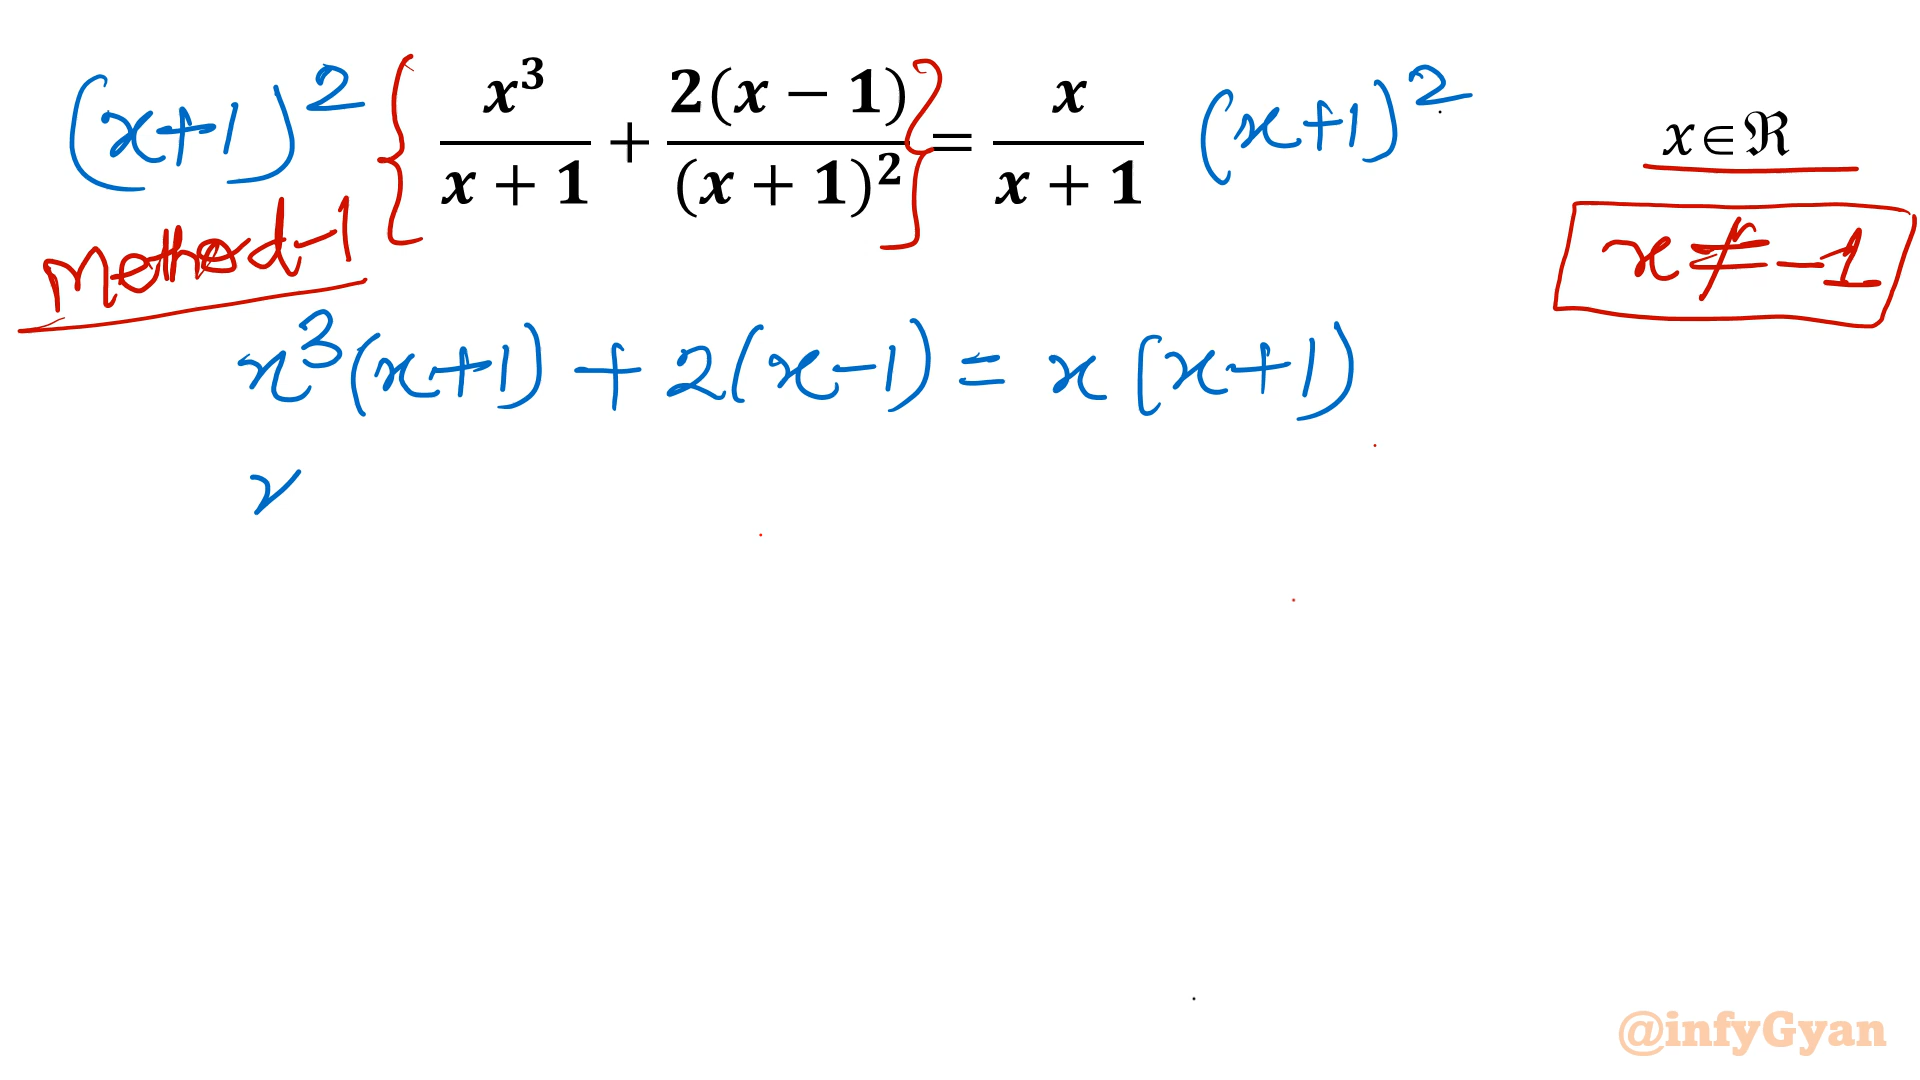 (x+1)² { x³/(x + 1) + 2(x − 1)/(x + 1)² } = x/(x + 1) (x+1)²
x∈ℜ
x ≠ −1
Method-1
x³(x+1) + 2(x−1) = x(x+1)
@infyGyan